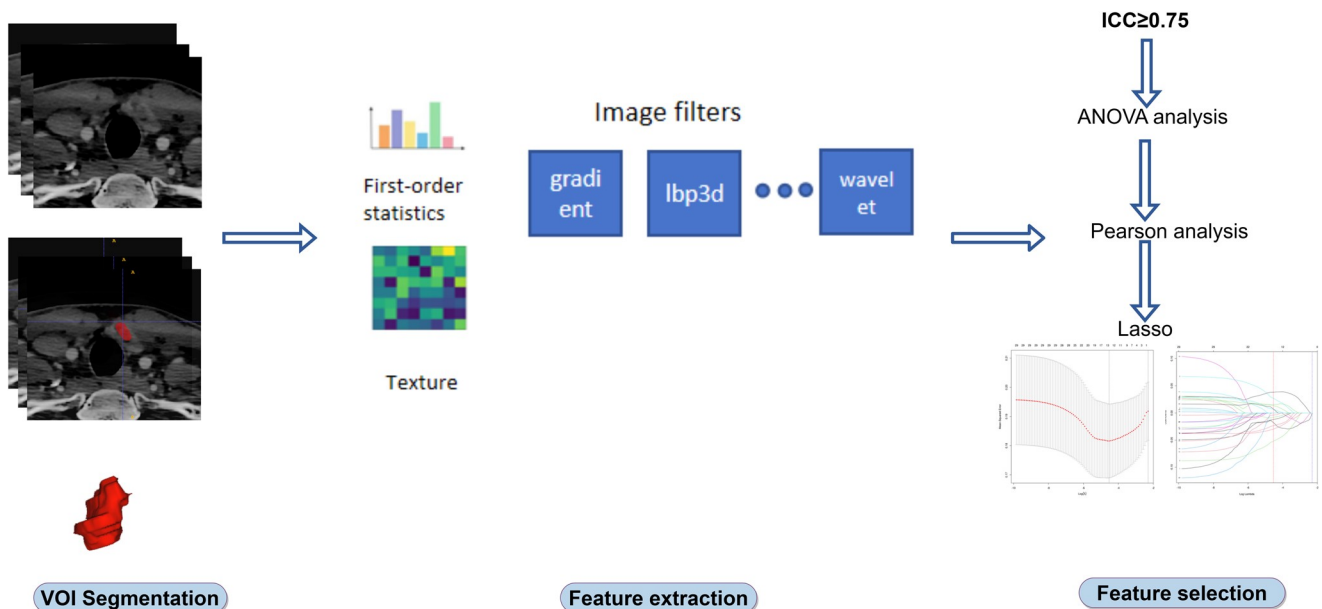 ICC≥0.75
ANOVA analysis
Pearson analysis
Lasso
Image filters
gradi
ent
lbp3d
wavel
et
First-order
statistics
Texture
VOI Segmentation
Feature extraction
Feature selection